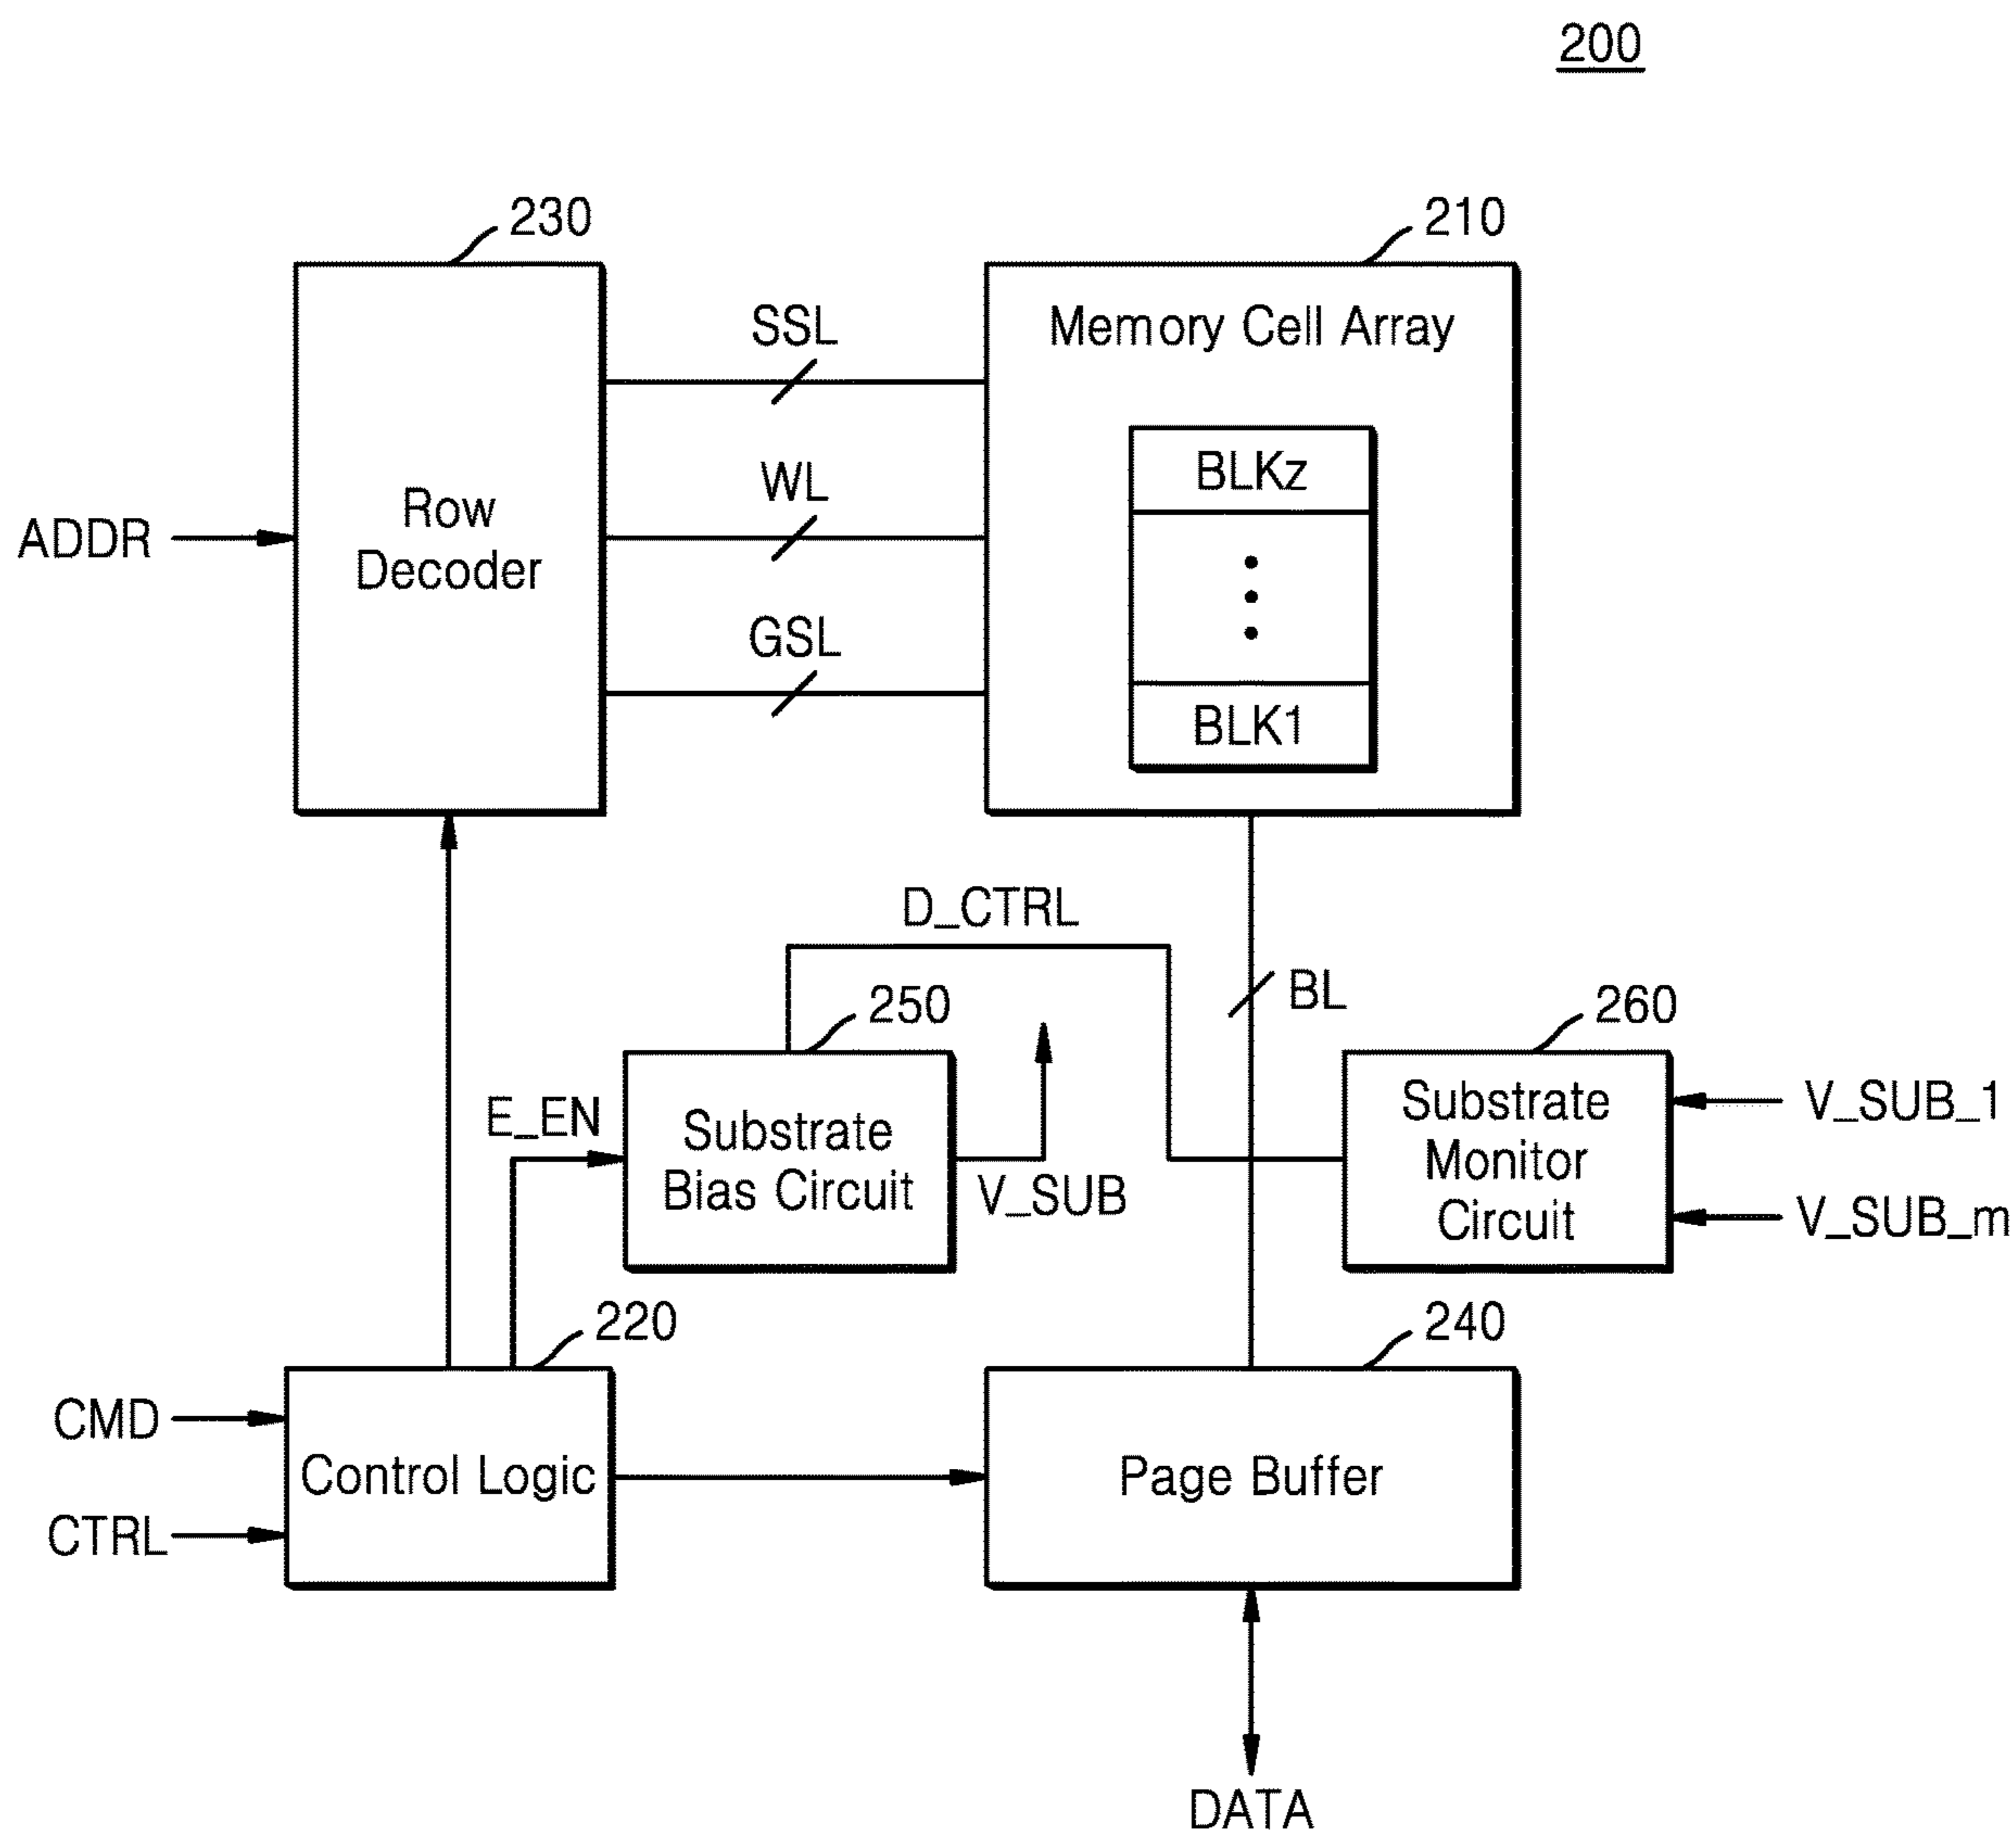 200
230
210
SSL
Memory Cell Array
BLKz
WL
Row
Decoder
ADDR
GSL
BLK1
D_CTRL
BL
250
260
E_EN
Substrate
Bias Circuit
V_SUB
Substrate
Monitor
Circuit
V_SUB_1
V_SUB_m
220
240
CMD
Control Logic
CTRL
Page Buffer
DATA